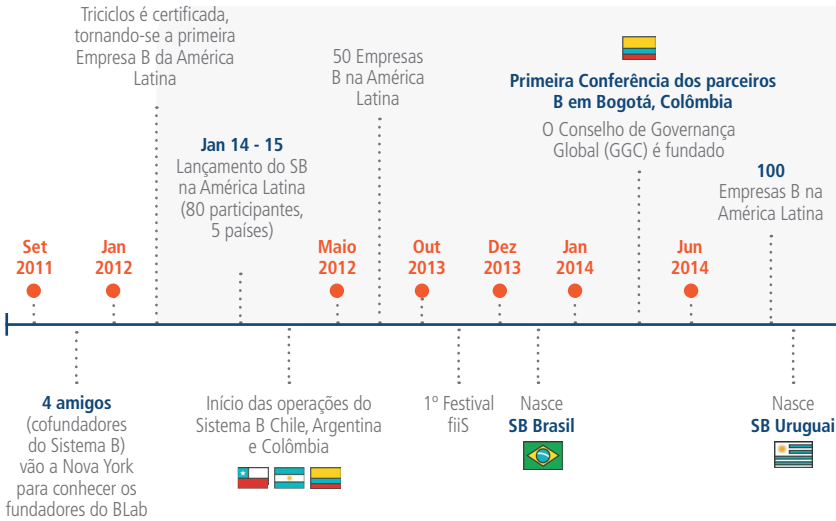 Triciclos é certificada,
tornando-se a primeira
Empresa B da América
Latina
Jan 14 - 15
Lançamento do SB
na América Latina
(80 participantes,
5 países)
50 Empresas
B na América
Latina
Primeira Conferência dos parceiros
B em Bogotá, Colômbia
O Conselho de Governança
Global (GGC) é fundado
100
Empresas B na
América Latina
Set
2011
Jan
2012
Maio
2012
Out
2013
Dez
2013
Jan
2014
Jun
2014
4 amigos
(cofundadores
do Sistema B)
vão a Nova York
para conhecer os
fundadores do BLab
Início das operações do
Sistema B Chile, Argentina
e Colômbia
1º Festival
fiiS
Nasce
SB Brasil
Nasce
SB Uruguai